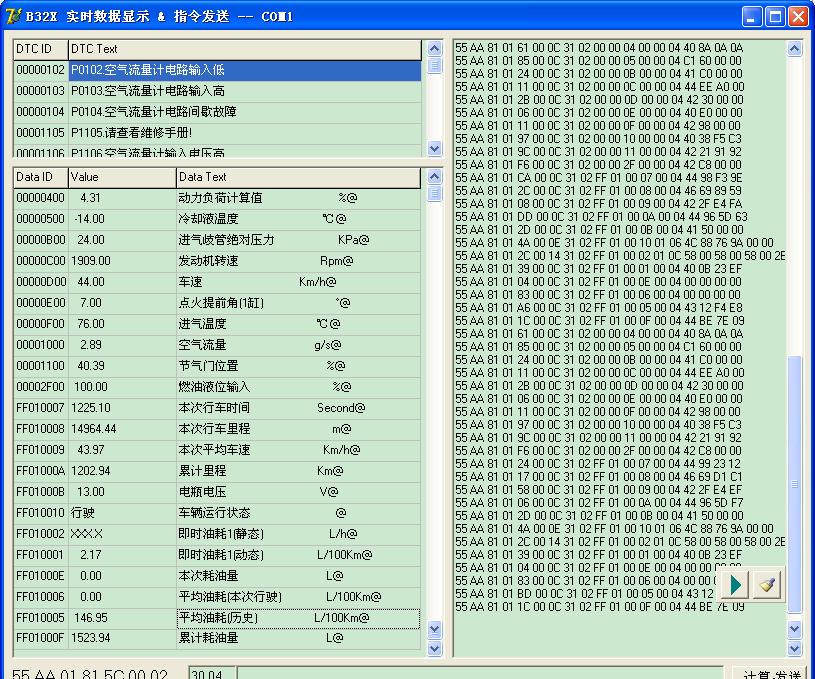 B32X 实时数据显示 & 指令发送 -- COM1
DTC ID DTC Text
00000102 P0102.空气流量计电路输入低
00000103 P0103.空气流量计电路输入高
00000104 P0104.空气流量计电路间歇故障
00001105 P1105.请查看维修手册!
00001106 P1106.空气流量计输入电压高
Data ID Value Data Text
00000400 4.31 动力负荷计算值 %@
00000500 -14.00 冷却液温度 ℃@
00000B00 24.00 进气歧管绝对压力 KPa@
00000C00 1909.00 发动机转速 Rpm@
00000D00 44.00 车速 Km/h@
00000E00 7.00 点火提前角(1缸) °@
00000F00 76.00 进气温度 ℃@
00001000 2.89 空气流量 g/s@
00001100 40.39 节气门位置 %@
00002F00 100.00 燃油液位输入 %@
FF010007 1225.10 本次行车时间 Second@
FF010008 14964.44 本次行车里程 m@
FF010009 43.97 本次平均车速 Km/h@
FF01000A 1202.94 累计里程 Km@
FF01000B 13.00 电瓶电压 V@
FF010010 行驶 车辆运行状态 @
FF010002 XXX.X 即时油耗1(静态) L/h@
FF010001 2.17 即时油耗1(动态) L/100Km@
FF01000E 0.00 本次耗油量 L@
FF010006 0.00 平均油耗(本次行驶) L/100Km@
FF010005 146.95 平均油耗(历史) L/100Km@
FF01000F 1523.94 累计耗油量 L@
55 AA 81 01 61 00 0C 31 02 00 00 04 00 00 04 40 8A 0A 0A
55 AA 81 01 85 00 0C 31 02 00 00 05 00 00 04 C1 60 00 00
55 AA 81 01 24 00 0C 31 02 00 00 0B 00 00 04 41 C0 00 00
55 AA 81 01 11 00 0C 31 02 00 00 0C 00 00 04 44 EE A0 00
55 AA 81 01 2B 00 0C 31 02 00 00 0D 00 00 04 42 30 00 00
55 AA 81 01 06 00 0C 31 02 00 00 0E 00 00 04 40 E0 00 00
55 AA 81 01 11 00 0C 31 02 00 00 0F 00 00 04 42 98 00 00
55 AA 81 01 97 00 0C 31 02 00 00 10 00 00 04 40 38 F5 C3
55 AA 81 01 9C 00 0C 31 02 00 00 11 00 00 04 42 21 91 92
55 AA 81 01 F6 00 0C 31 02 00 00 2F 00 00 04 42 C8 00 00
55 AA 81 01 CA 00 0C 31 02 FF 01 00 07 00 04 44 98 F3 9E
55 AA 81 01 2C 00 0C 31 02 FF 01 00 08 00 04 46 69 89 59
55 AA 81 01 08 00 0C 31 02 FF 01 00 09 00 04 42 2F E4 FA
55 AA 81 01 DD 00 0C 31 02 FF 01 00 0A 00 04 44 96 5D 63
55 AA 81 01 2D 00 0C 31 02 FF 01 00 0B 00 04 41 50 00 00
55 AA 81 01 4A 00 0E 31 02 FF 01 00 10 01 06 4C 88 76 9A 00 00
55 AA 81 01 2C 00 14 31 02 FF 01 00 02 01 0C 58 00 58 00 58 00 2E
55 AA 81 01 39 00 0C 31 02 FF 01 00 01 00 04 40 0B 23 EF
55 AA 81 01 04 00 0C 31 02 FF 01 00 0E 00 04 00 00 00 00
55 AA 81 01 83 00 0C 31 02 FF 01 00 06 00 04 00 00 00 00
55 AA 81 01 A6 00 0C 31 02 FF 01 00 05 00 04 43 12 F4 E8
55 AA 81 01 1C 00 0C 31 02 FF 01 00 0F 00 04 44 BE 7E 09
55 AA 81 01 61 00 0C 31 02 00 00 04 00 00 04 40 8A 0A 0A
55 AA 81 01 85 00 0C 31 02 00 00 05 00 00 04 C1 60 00 00
55 AA 81 01 24 00 0C 31 02 00 00 0B 00 00 04 41 C0 00 00
55 AA 81 01 11 00 0C 31 02 00 00 0C 00 00 04 44 EE A0 00
55 AA 81 01 2B 00 0C 31 02 00 00 0D 00 00 04 42 30 00 00
55 AA 81 01 06 00 0C 31 02 00 00 0E 00 00 04 40 E0 00 00
55 AA 81 01 11 00 0C 31 02 00 00 0F 00 00 04 42 98 00 00
55 AA 81 01 97 00 0C 31 02 00 00 10 00 00 04 40 38 F5 C3
55 AA 81 01 9C 00 0C 31 02 00 00 11 00 00 04 42 21 91 92
55 AA 81 01 F6 00 0C 31 02 00 00 2F 00 00 04 42 C8 00 00
55 AA 81 01 24 00 0C 31 02 FF 01 00 07 00 04 44 99 23 12
55 AA 81 01 17 00 0C 31 02 FF 01 00 08 00 04 46 69 D1 C1
55 AA 81 01 58 00 0C 31 02 FF 01 00 09 00 04 42 2F E4 EF
55 AA 81 01 06 00 0C 31 02 FF 01 00 0A 00 04 44 96 5D F7
55 AA 81 01 2D 00 0C 31 02 FF 01 00 0B 00 04 41 50 00 00
55 AA 81 01 4A 00 0E 31 02 FF 01 00 10 01 06 4C 88 76 9A 00 00
55 AA 81 01 2C 00 14 31 02 FF 01 00 02 01 0C 58 00 58 00 58 00 2E
55 AA 81 01 39 00 0C 31 02 FF 01 00 01 00 04 40 0B 23 EF
55 AA 81 01 04 00 0C 31 02 FF 01 00 0E 00 04 00 00
55 AA 81 01 83 00 0C 31 02 FF 01 00 06 00 04 00 00
55 AA 81 01 BD 00 0C 31 02 FF 01 00 05 00 04 43 12
55 AA 81 01 1C 00 0C 31 02 FF 01 00 0F 00 04 44 BE 7E 09
55 AA 01 81 5C 00 02 30 04 计算.发送